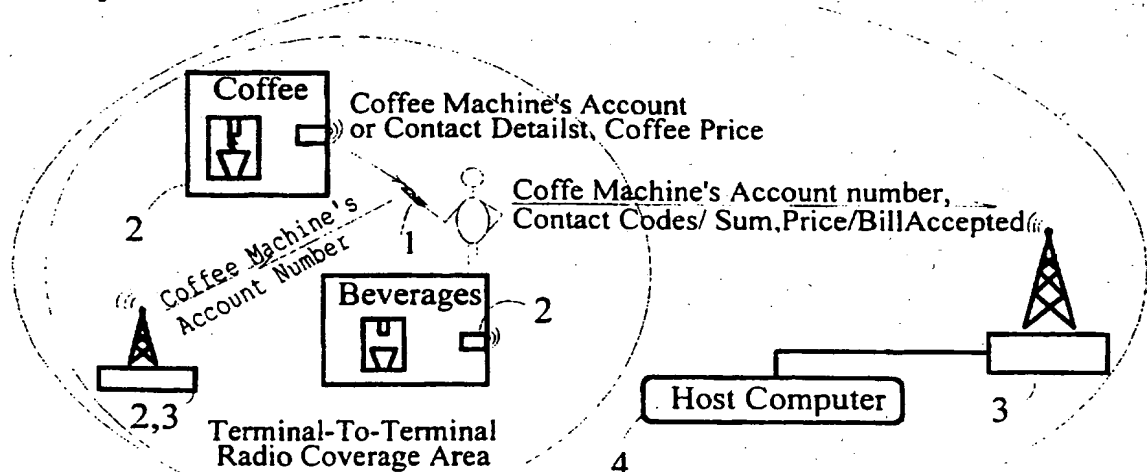 Coffee
Coffee Machine's Account
or Contact Detailst, Coffee Price
2
1
Coffe Machine's Account number,
Contact Codes/ Sum,Price/BillAccepted
Coffee Machine's
Account Number
Beverages
2
2,3
Host Computer
3
Terminal-To-Terminal
Radio Coverage Area
4